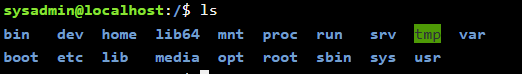 sysadmin@localhost:/$ ls
bin dev home lib64 mnt proc run srv tmp var
boot etc lib media opt root sbin sys usr